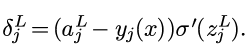 δ_j^L = (a_j^L − y_j(x))σ′(z_j^L).